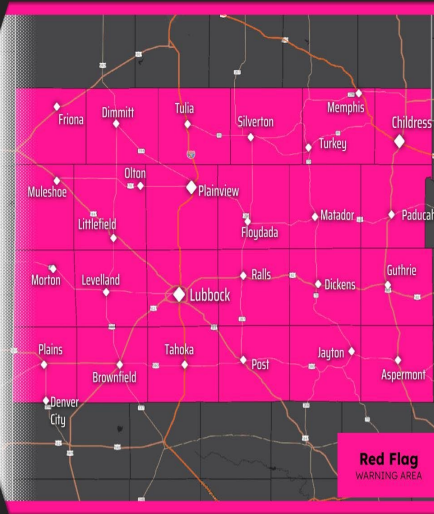 Memphis
Friona
Dimmitt
Tulia
Silverton
Childress
Turkey
Olton
Muleshoe
Plainview
Matador
Paducah
Littlefield
Floydada
Morton
Levelland
Ralls
Dickens
Guthrie
Lubbock
Plains
Tahoka
Post
Jayton
Brownfield
Aspermont
Denver
City
Red Flag
WARNING AREA